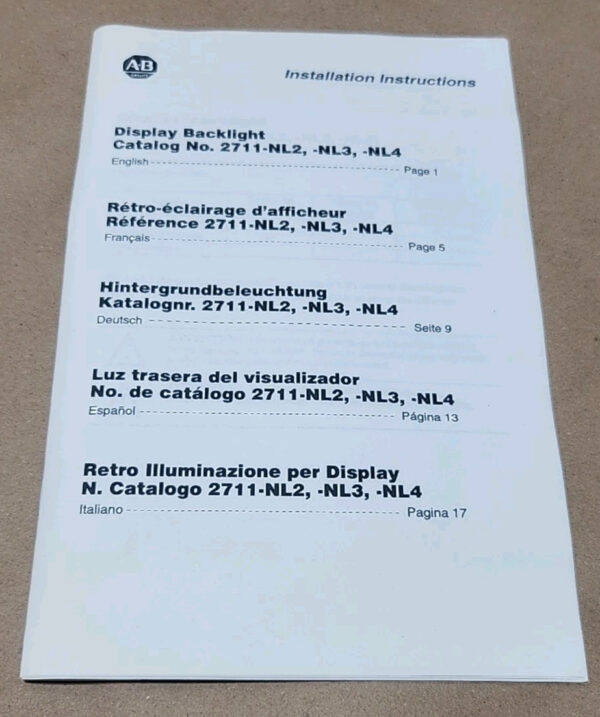 A-B
Installation Instructions
Display Backlight
Catalog No. 2711-NL2, -NL3, -NL4
English Page 1
Rétro-éclairage d'afficheur
Référence 2711-NL2, -NL3, -NL4
Français Page 5
Hintergrundbeleuchtung
Katalognr. 2711-NL2, -NL3, -NL4
Deutsch Seite 9
Luz trasera del visualizador
No. de catálogo 2711-NL2, -NL3, -NL4
Español Página 13
Retro Illuminazione per Display
N. Catalogo 2711-NL2, -NL3, -NL4
Italiano Pagina 17